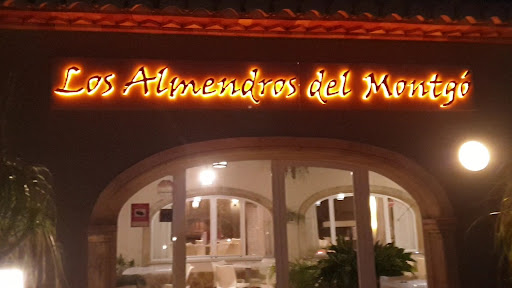 Los Almendros del Montgó